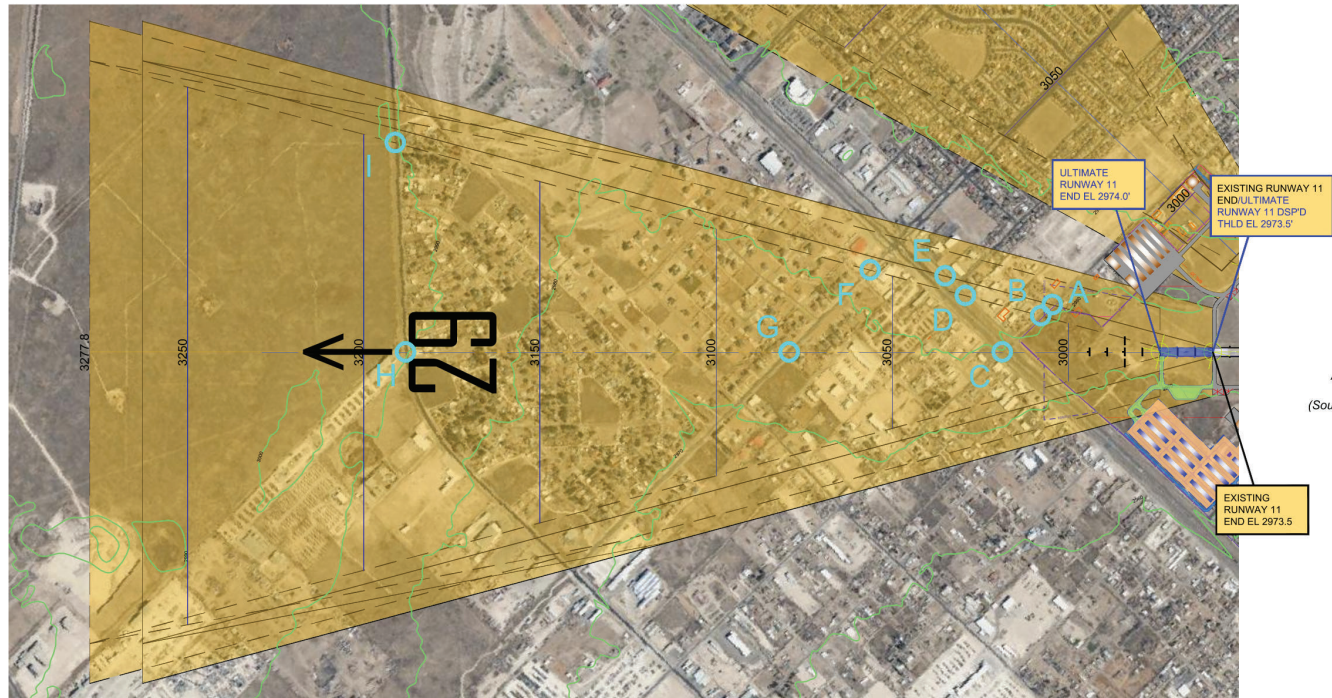 3050
3000
ULTIMATE
RUNWAY 11
END EL 2974.0'
EXISTING RUNWAY 11
END/ULTIMATE
RUNWAY 11 DSP'D
THLD EL 2973.5'
I
E
F
D
B
A
G
C
H
3277.8
3250
3200
3150
3100
3050
3000
(Sou
EXISTING
RUNWAY 11
END EL 2973.5